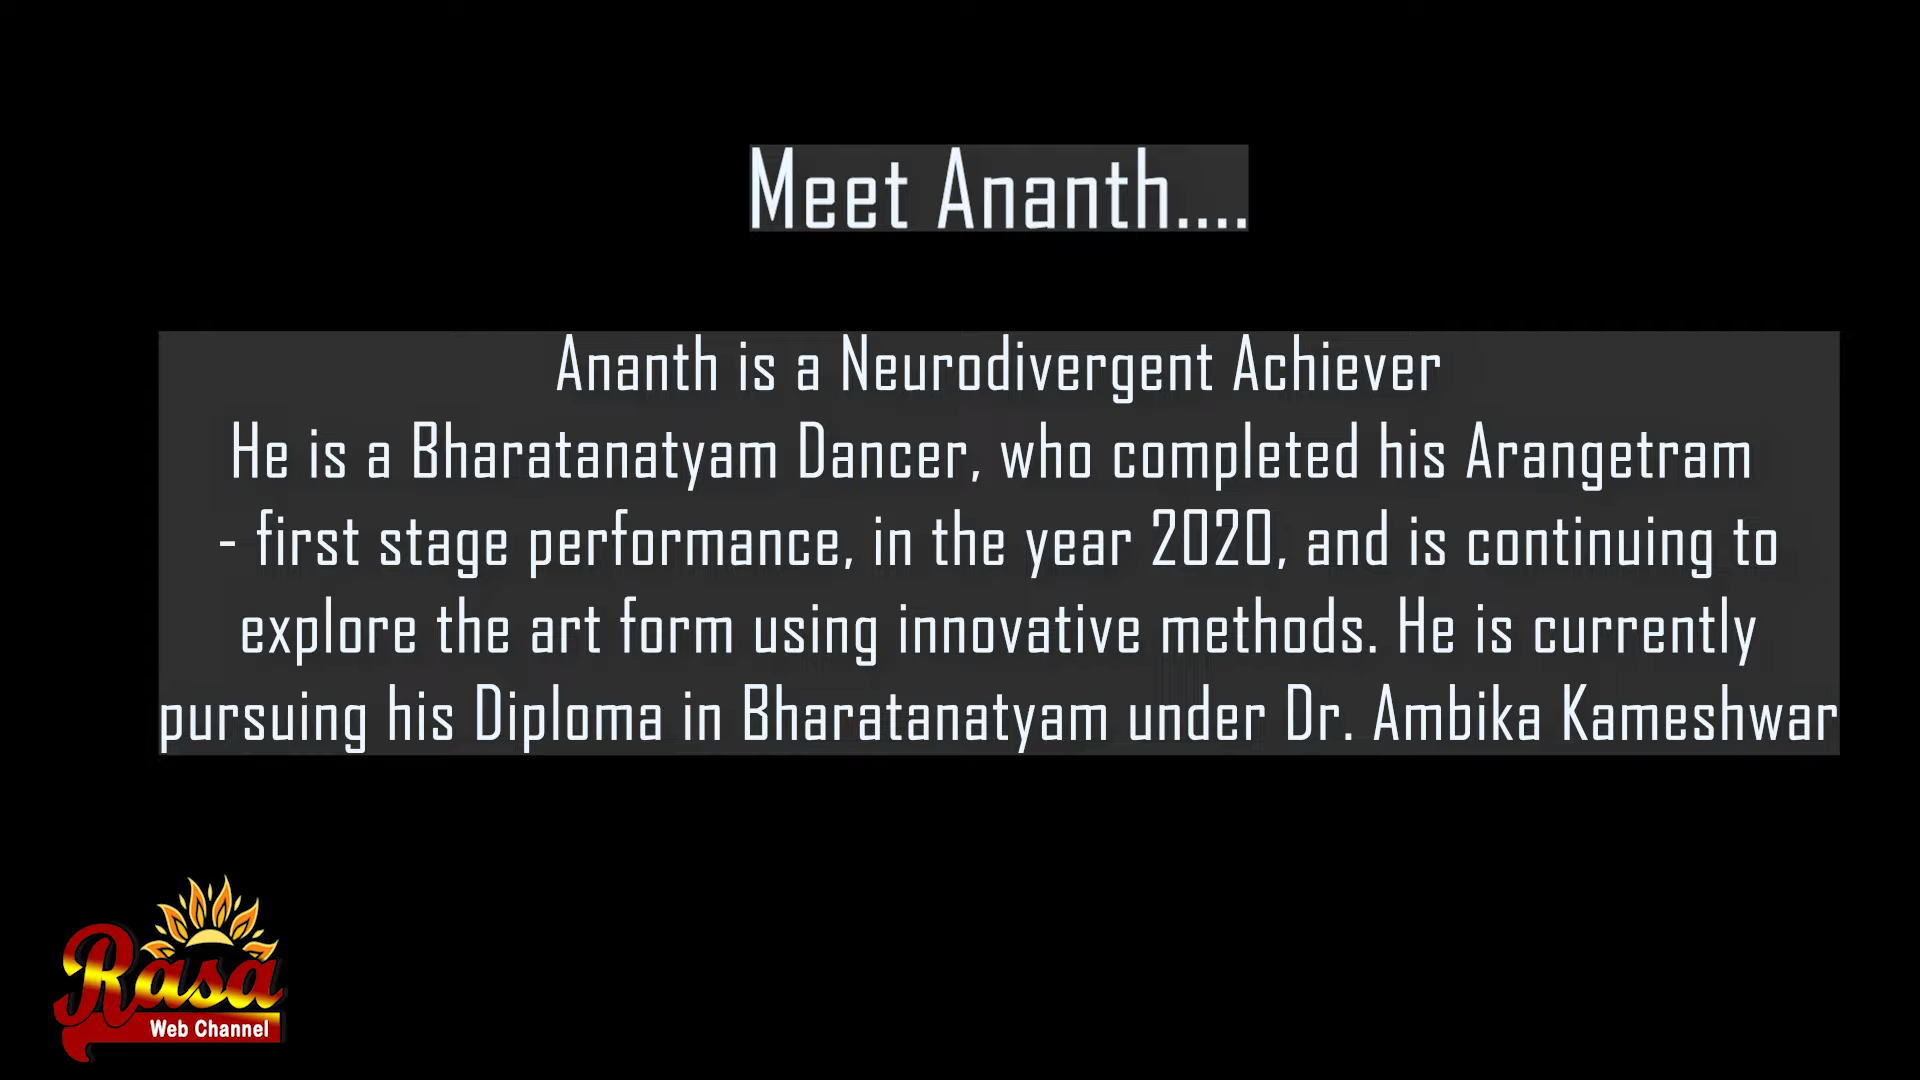 Meet Ananth....
Ananth is a Neurodivergent Achiever
He is a Bharatanatyam Dancer, who completed his Arangetram
- first stage performance, in the year 2020, and is continuing to
explore the art form using innovative methods. He is currently
pursuing his Diploma in Bharatanatyam under Dr. Ambika Kameshwar
Rasa
Web Channel